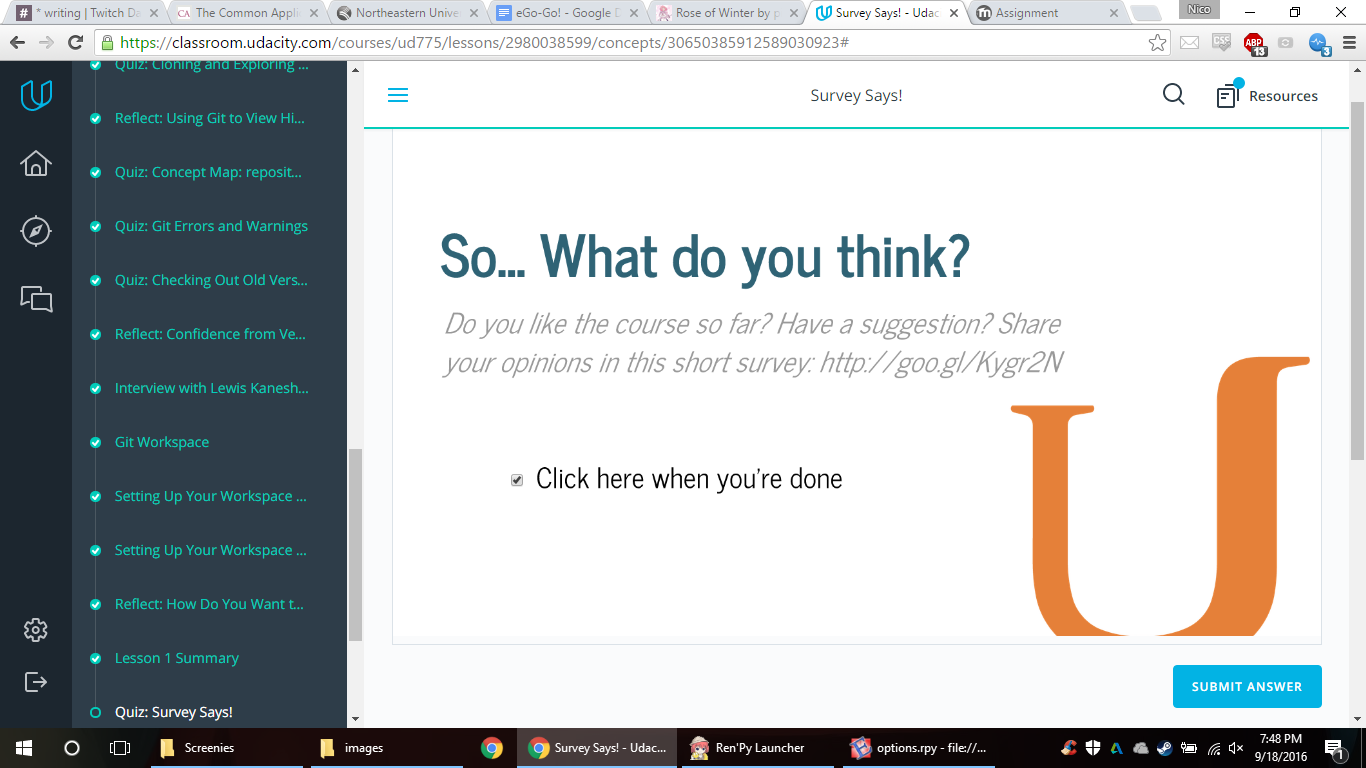 * writing | Twitch Da
The Common Appli
Northeastern Unive
eGo-Go! - Google D
Rose of Winter by p
Survey Says! - Udac
Assignment
Nico
https://classroom.udacity.com/courses/ud775/lessons/2980038599/concepts/30650385912589030923#
CSS
ABP
13
3
Quiz: Cloning and Exploring ...
Reflect: Using Git to View Hi...
Quiz: Concept Map: reposit...
Quiz: Git Errors and Warnings
Quiz: Checking Out Old Vers...
Reflect: Confidence from Ve...
Interview with Lewis Kanesh...
Git Workspace
Setting Up Your Workspace ...
Setting Up Your Workspace ...
Reflect: How Do You Want t...
Lesson 1 Summary
Quiz: Survey Says!
Survey Says!
Resources
So... What do you think?
Do you like the course so far? Have a suggestion? Share
your opinions in this short survey: http://goo.gl/Kygr2N
Click here when you're done
SUBMIT ANSWER
Screenies
images
Survey Says! - Udac...
Ren'Py Launcher
options.rpy - file://...
7:48 PM
9/18/2016
1